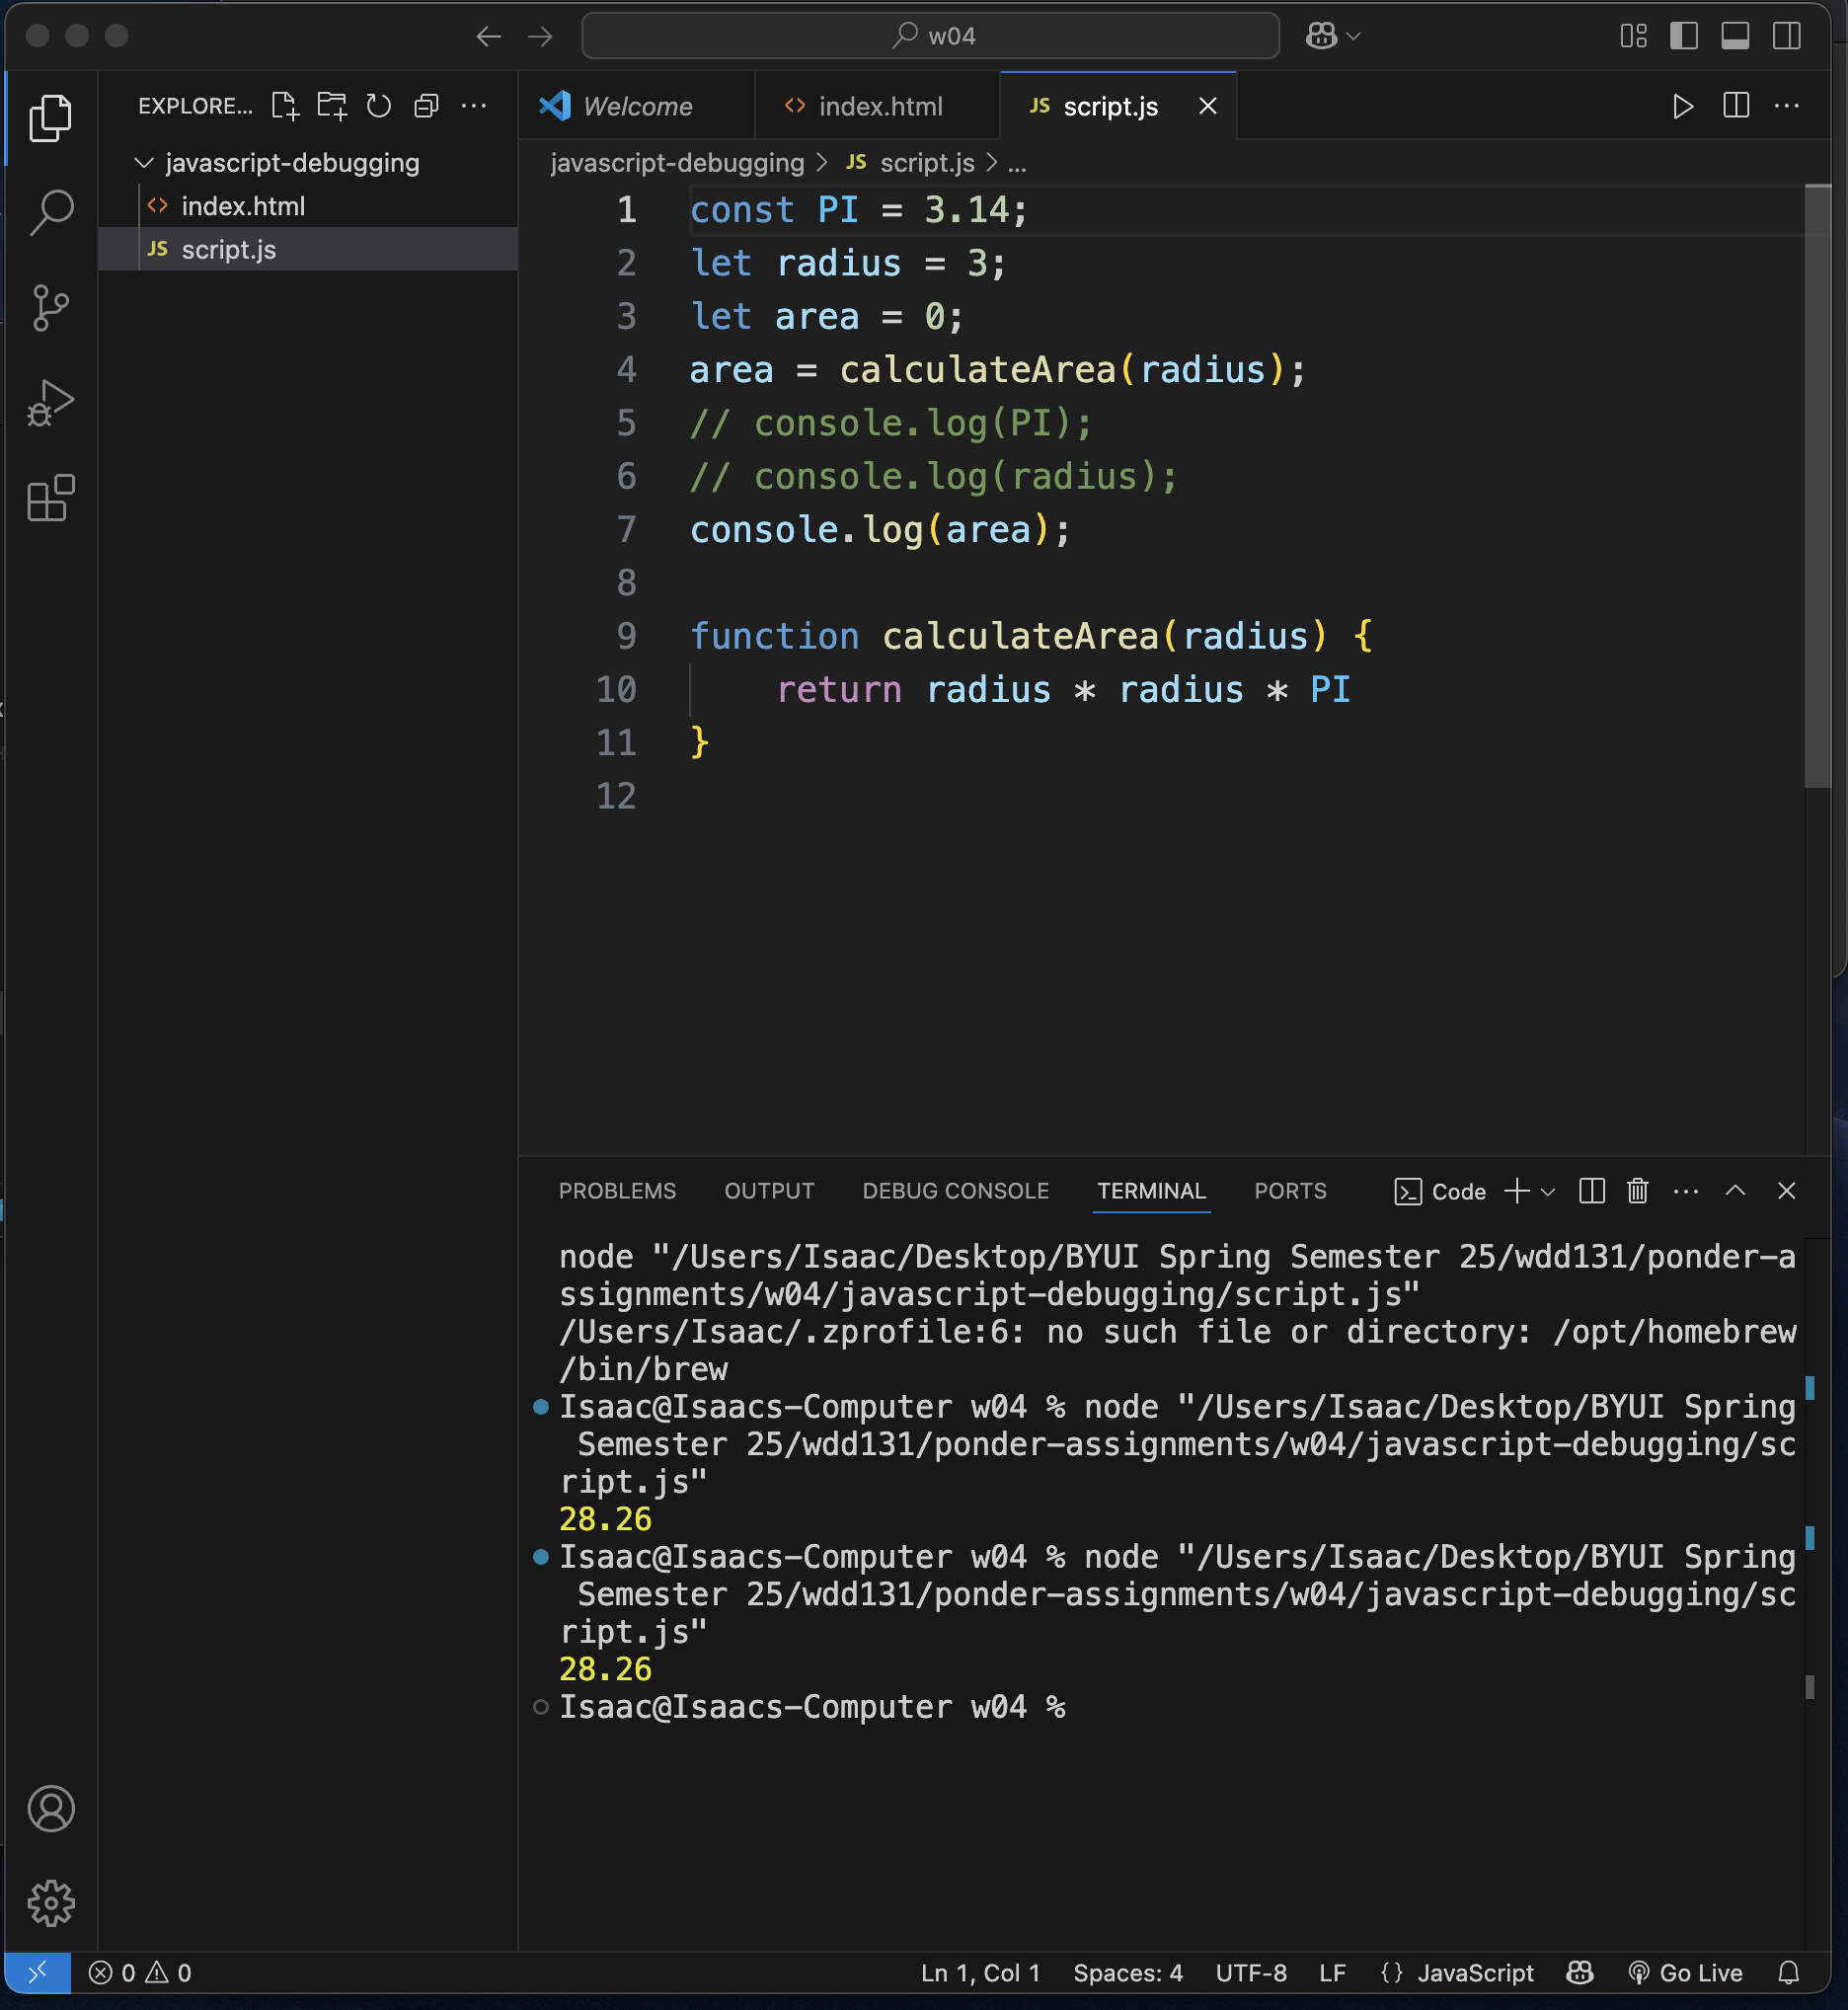 w04
EXPLORE...
Welcome
index.html
JS script.js
javascript-debugging
index.html
JS script.js
javascript-debugging > JS script.js > ...
1 const PI = 3.14;
2 let radius = 3;
3 let area = 0;
4 area = calculateArea(radius);
5 // console.log(PI);
6 // console.log(radius);
7 console.log(area);
8
9 function calculateArea(radius) {
10 return radius * radius * PI
11 }
12
PROBLEMS OUTPUT DEBUG CONSOLE TERMINAL PORTS Code
node "/Users/Isaac/Desktop/BYUI Spring Semester 25/wdd131/ponder-a
ssignments/w04/javascript-debugging/script.js"
/Users/Isaac/.zprofile:6: no such file or directory: /opt/homebrew
/bin/brew
Isaac@Isaacs-Computer w04 % node "/Users/Isaac/Desktop/BYUI Spring
Semester 25/wdd131/ponder-assignments/w04/javascript-debugging/sc
ript.js"
28.26
Isaac@Isaacs-Computer w04 % node "/Users/Isaac/Desktop/BYUI Spring
Semester 25/wdd131/ponder-assignments/w04/javascript-debugging/sc
ript.js"
28.26
Isaac@Isaacs-Computer w04 %
0 0 Ln 1, Col 1 Spaces: 4 UTF-8 LF {} JavaScript Go Live